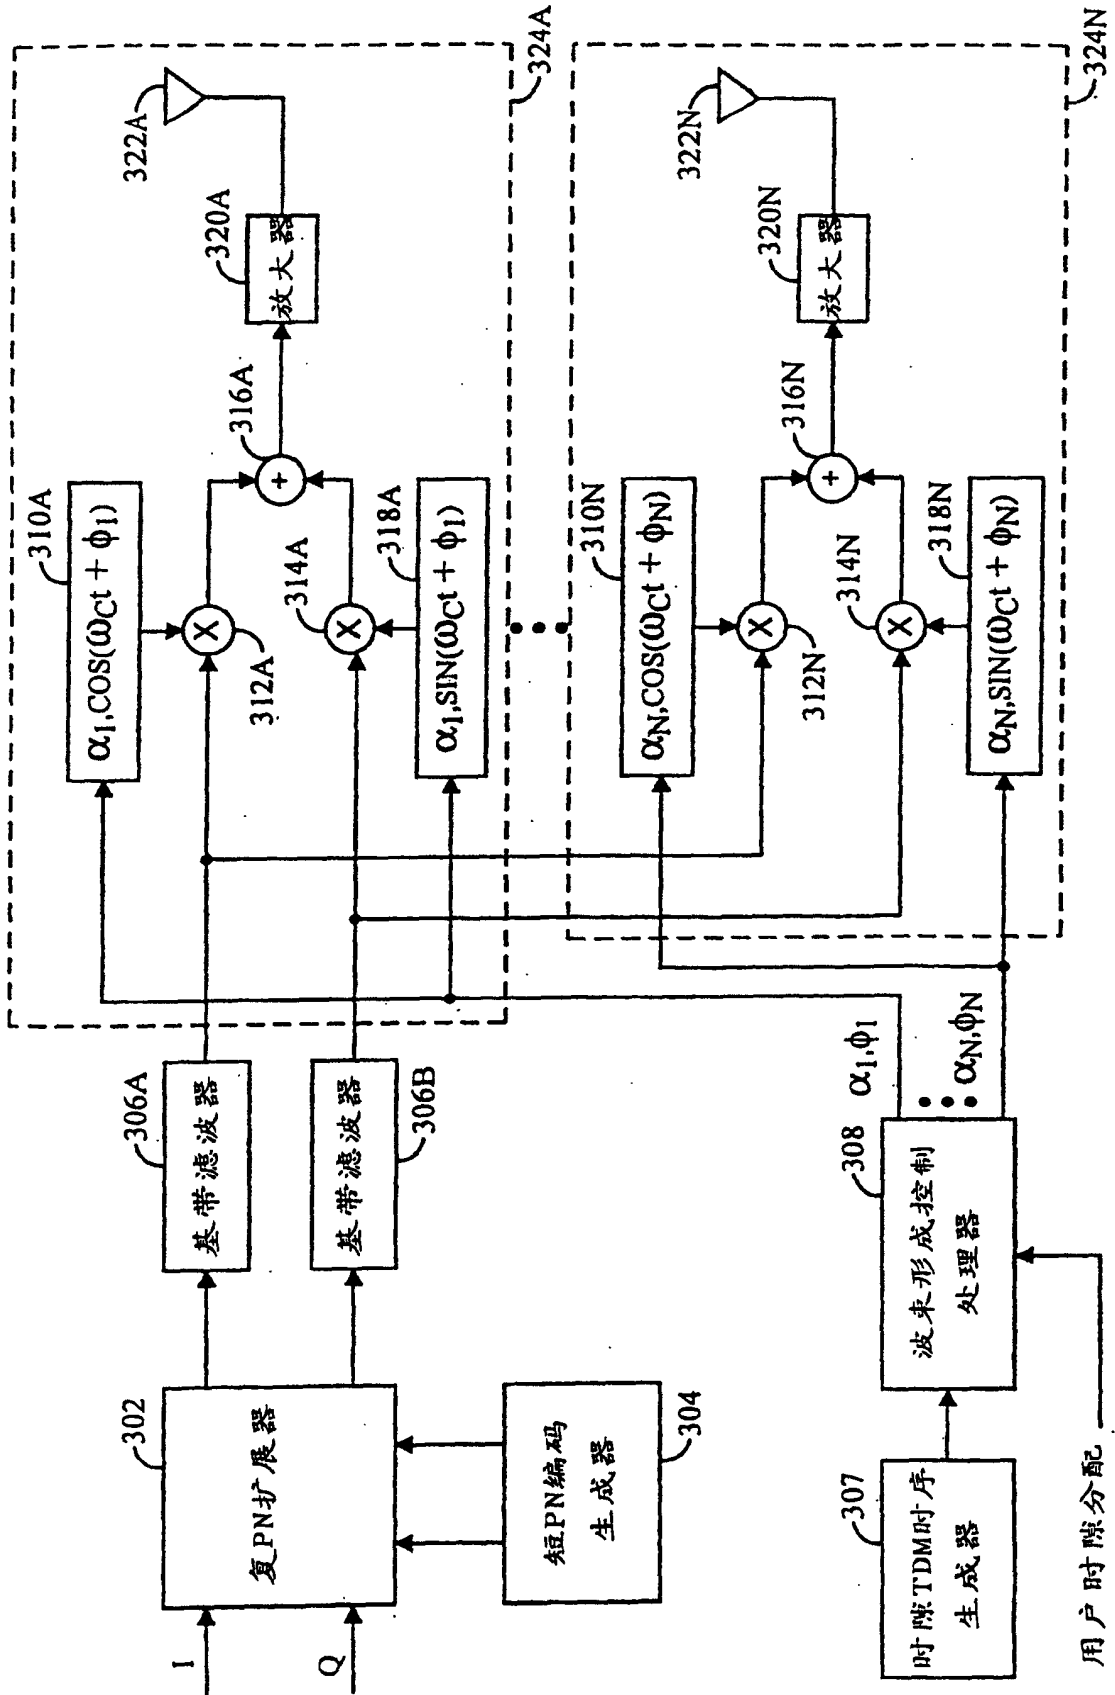 I
Q
302
复PN扩展器
短PN编码
生成器
304
306A
基带滤波器
基带滤波器
306B
307
时隙TDM时序
生成器
308
波束形成控制
处理器
用户时隙分配
α1,ϕ1
αN,ϕN
310A
α1,COS(ωCt + ϕ1)
312A
314A
318A
α1,SIN(ωCt + ϕ1)
316A
+
X
X
320A
放大器
322A
324A
310N
αN,COS(ωCt + ϕN)
312N
314N
318N
αN,SIN(ωCt + ϕN)
316N
+
X
X
320N
放大器
322N
324N